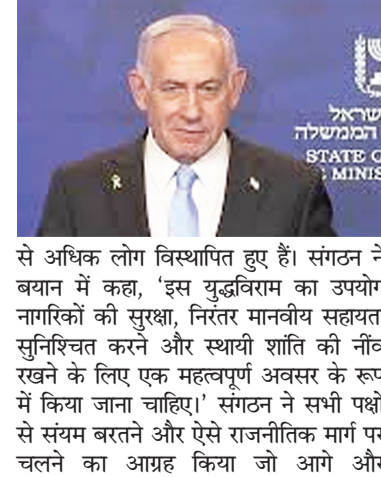 שראל
הממשלה
STATE O
MINIS
से अधिक लोग विस्थापित हुए हैं। संगठन ने
बयान में कहा, ‘इस युद्धविराम का उपयोग
नागरिकों की सुरक्षा, निरंतर मानवीय सहायता
सुनिश्चित करने और स्थायी शांति की नींव
रखने के लिए एक महत्वपूर्ण अवसर के रूप
में किया जाना चाहिए।’ संगठन ने सभी पक्षों
से संयम बरतने और ऐसे राजनीतिक मार्ग पर
चलने का आग्रह किया जो आगे और